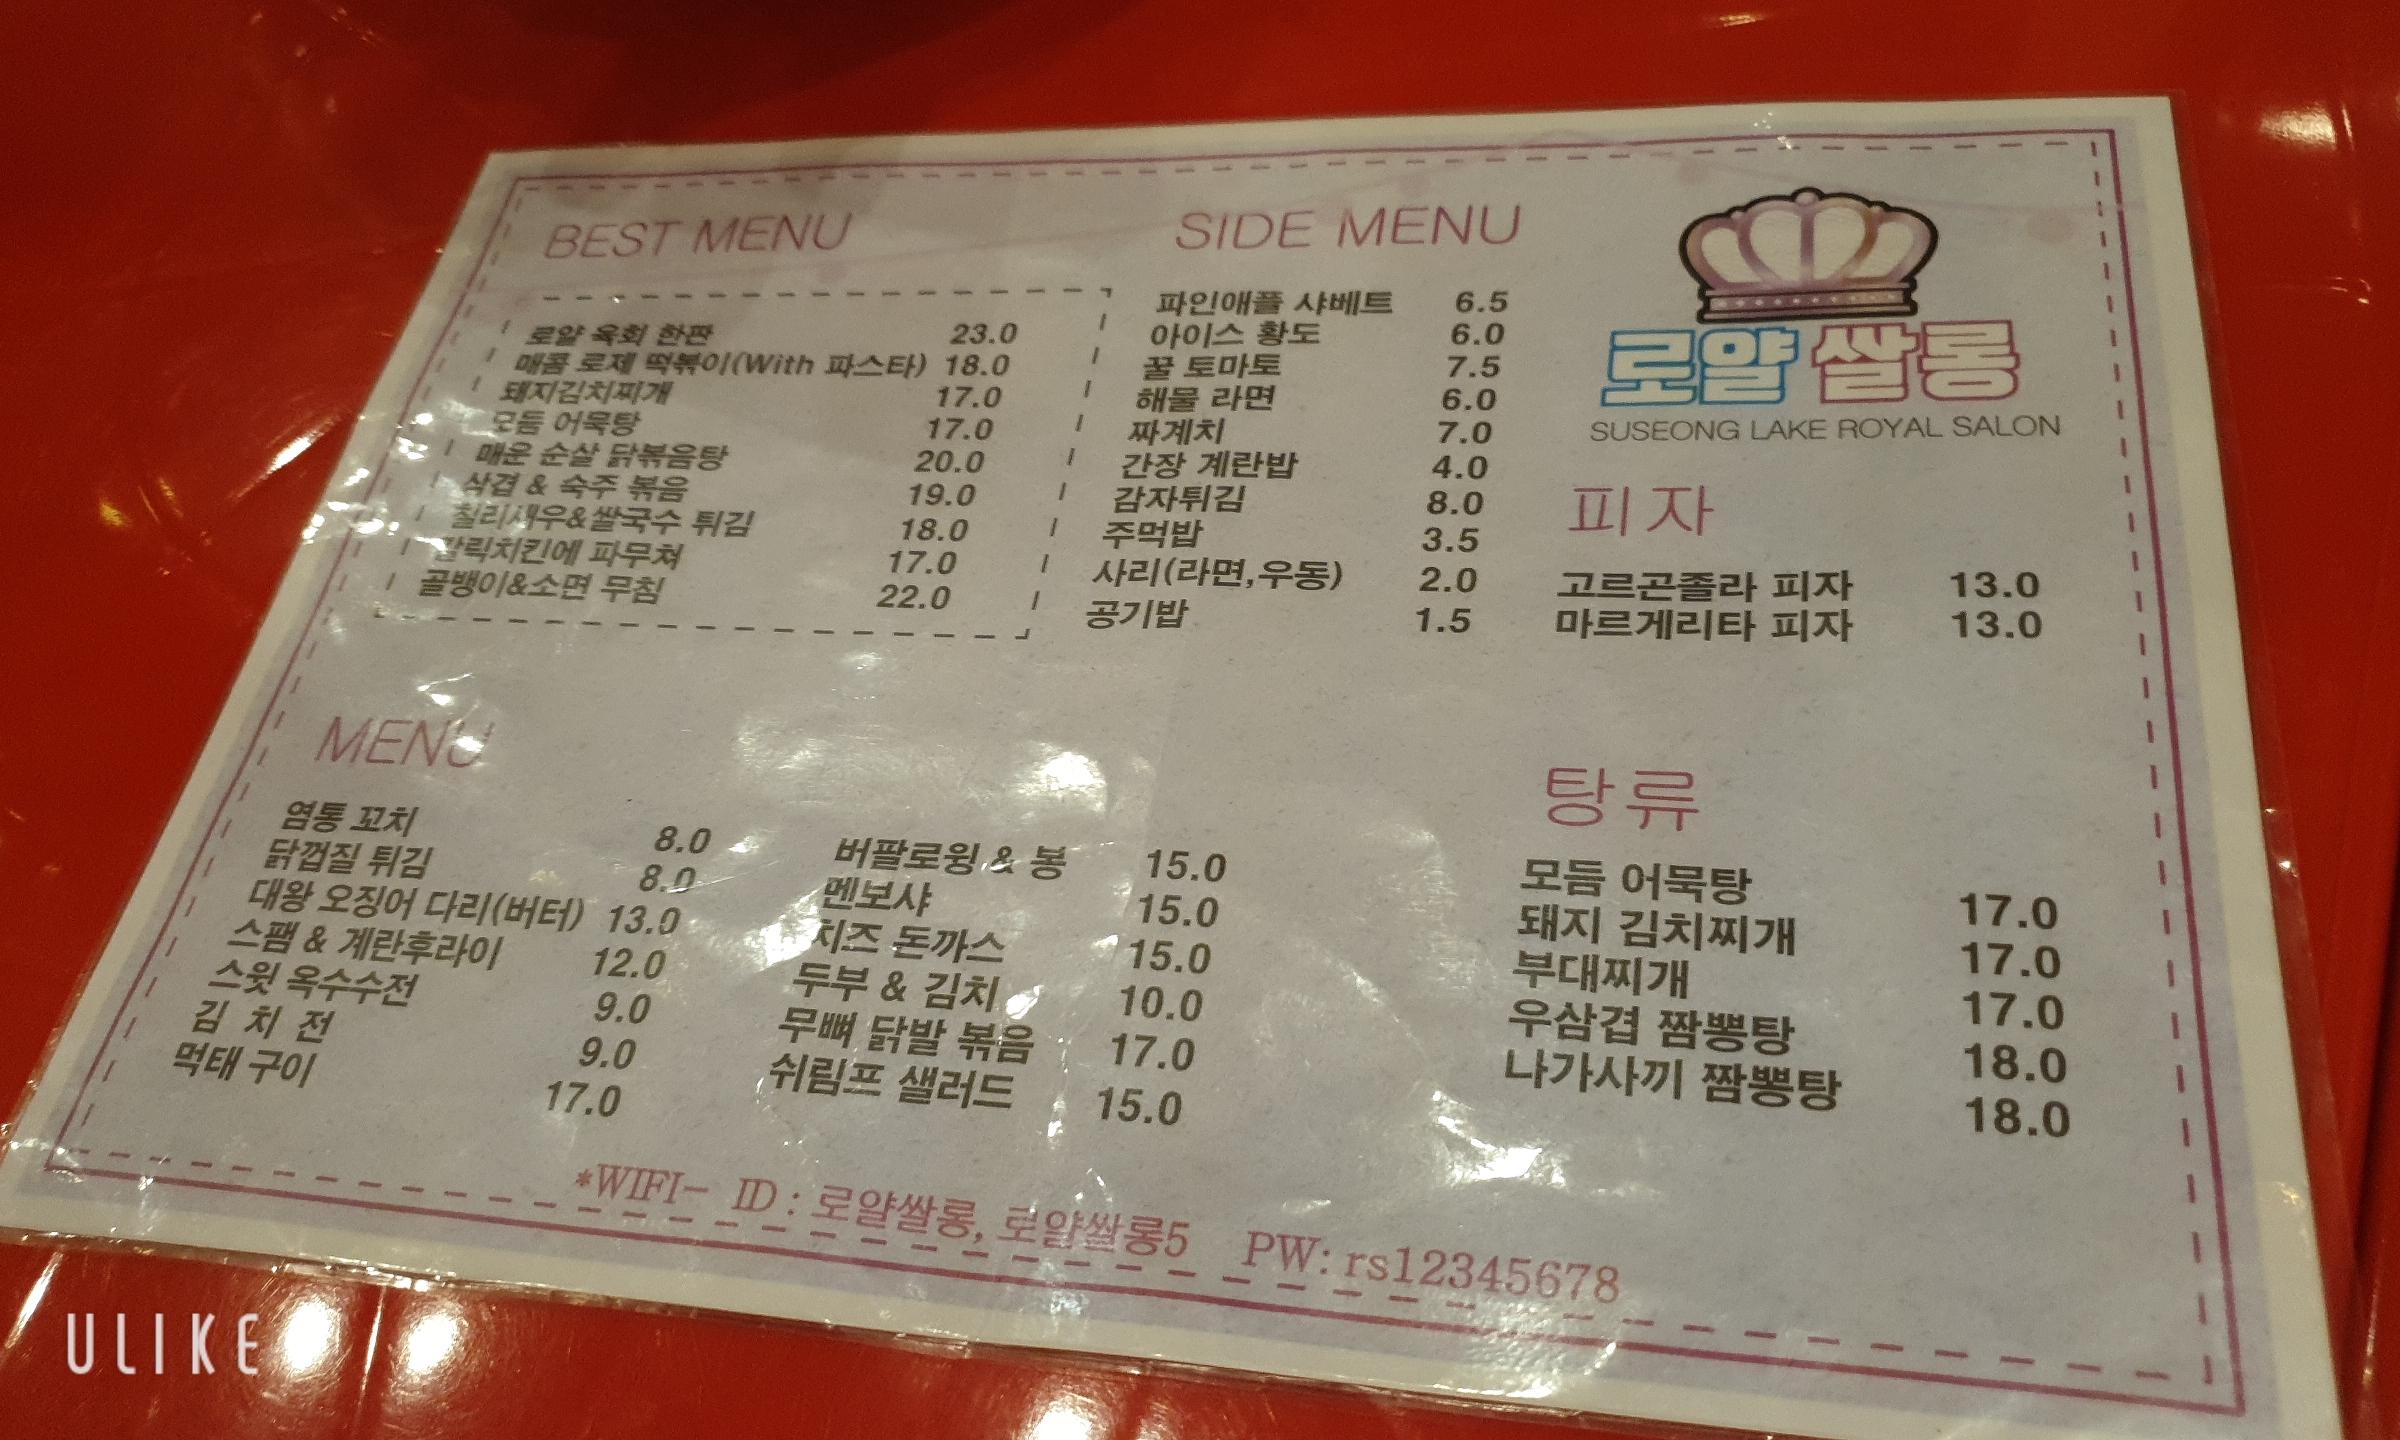 BEST MENU
로얄 육회 한판 23.0
매콤 로제 떡볶이(With 파스타) 18.0
돼지김치찌개 17.0
모듬 어묵탕 17.0
매운 순살 닭볶음탕 20.0
삭겹 & 숙주 볶음 19.0
칠리새우&쌀국수 튀김 18.0
갈릭치킨에 파무쳐 17.0
골뱅이&소면 무침 22.0
SIDE MENU
파인애플 샤베트 6.5
아이스 황도 6.0
꿀 토마토 7.5
해물 라면 6.0
짜계치 7.0
간장 계란밥 4.0
감자튀김 8.0
주먹밥 3.5
사리(라면,우동) 2.0
공기밥 1.5
로얄쌀롱
SUSEONG LAKE ROYAL SALON
피자
고르곤졸라 피자 13.0
마르게리타 피자 13.0
MENU
염통 꼬치 8.0
닭껍질 튀김 8.0
대왕 오징어 다리(버터) 13.0
스팸 & 계란후라이 12.0
스윗 옥수수전 9.0
김 치 전 9.0
먹태 구이 17.0
버팔로윙 & 봉 15.0
멘보샤 15.0
치즈 돈까스 15.0
두부 & 김치 10.0
무뼈 닭발 볶음 17.0
쉬림프 샐러드 15.0
탕류
모듬 어묵탕 17.0
돼지 김치찌개 17.0
부대찌개 17.0
우삼겹 짬뽕탕 18.0
나가사끼 짬뽕탕 18.0
*WIFI- ID : 로얄쌀롱, 로얄쌀롱5 PW: rs12345678
ULIKE